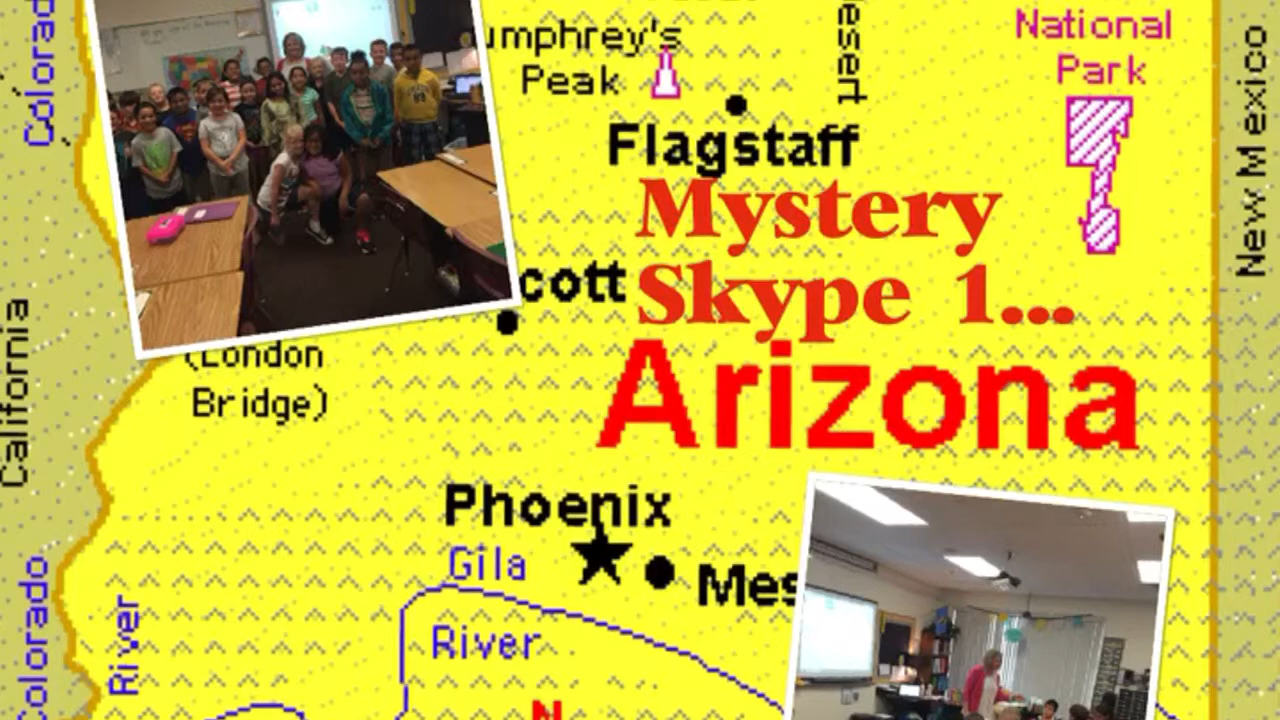 Colorad
umphrey's
Peak
esert
National
Park
Flagstaff
New Mexico
Mystery
Skype 1...
cott
Arizona
(London
Bridge)
California
Phoenix
Gila
Mes
River
Colorado
River
N